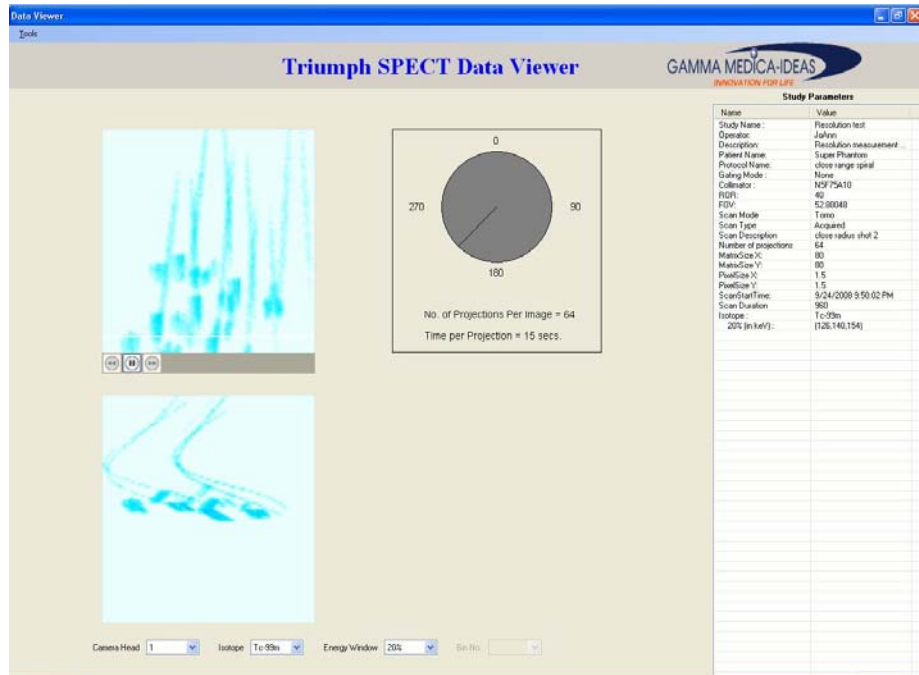 Data Viewer
Tools
Triumph SPECT Data Viewer
GAMMA MEDICA-IDEAS
INNOVATION FOR LIFE
Study Parameters
Name Value
Study Name : Resolution test
Operator: JoAnn
Description: Resolution measurement ...
Patient Name: Super Phantom
Protocol Name: close range spiral
Gating Mode : None
Collimator : N5F75A10
ROR: 40
FOV: 52.80048
Scan Mode Tomo
Scan Type Acquired
Scan Description close radius shot 2
Number of projections 64
MatrixSize X: 80
MatrixSize Y: 80
PixelSize X: 1.5
PixelSize Y: 1.5
ScanStartTime: 9/24/2008 9:50:02 PM
Scan Duration 960
Isotope : Tc-99m
20% (in keV) : (126,140,154)
0
270
90
180
No. of Projections Per Image = 64
Time per Projection = 15 secs.
Camera Head 1 Isotope Tc-99m Energy Window 20% Bin No.